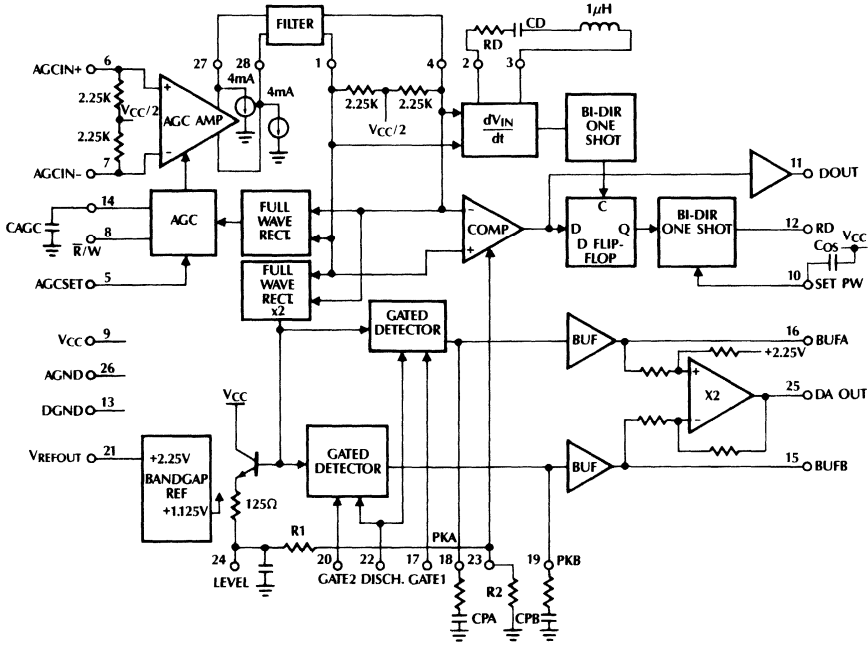 FILTER
CD
RD
1μH
AGCIN+ 6
27
28
1
4
2
3
4mA
4mA
2.25K
VCC/2
2.25K
+
AGC AMP
−
2.25K
2.25K
VCC/2
dVIN
dt
BI-DIR
ONE
SHOT
7
AGCIN−
11
DOUT
14
CAGC
8
R̅/W
AGC
FULL
WAVE
RECT.
−
COMP
+
C
D
Q
D FLIP-
FLOP
BI-DIR
ONE SHOT
12
RD
VCC
COS
10
SET PW
5
AGCSET
FULL
WAVE
RECT.
x2
GATED
DETECTOR
BUF
16
BUFA
+2.25V
VCC 9
AGND 26
DGND 13
+
X2
−
25
DA OUT
VCC
VREFOUT 21
+2.25V
BANDGAP
REF
+1.125V
GATED
DETECTOR
BUF
15
BUFB
125Ω
R1
PKA
24
LEVEL
20
GATE2
22
DISCH.
17
GATE1
18
23
19
PKB
R2
CPA
CPB